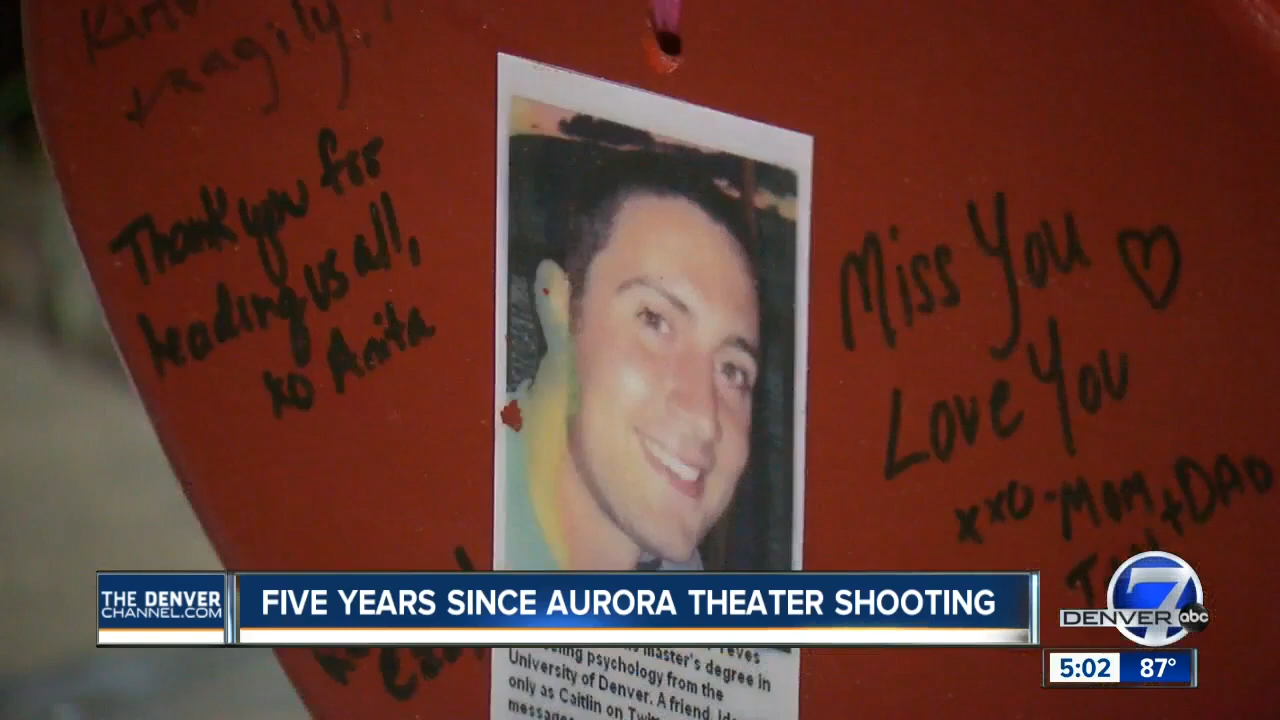 Thank you for
leading us all,
xo Anita
Miss You
Love You
xxo-Mom
+DAD
THE DENVER
CHANNEL.COM
FIVE YEARS SINCE AURORA THEATER SHOOTING
7
DENVER abc
5:02 87°
master's degree in
psychology from the
University of Denver. A friend
only as Caitlin on